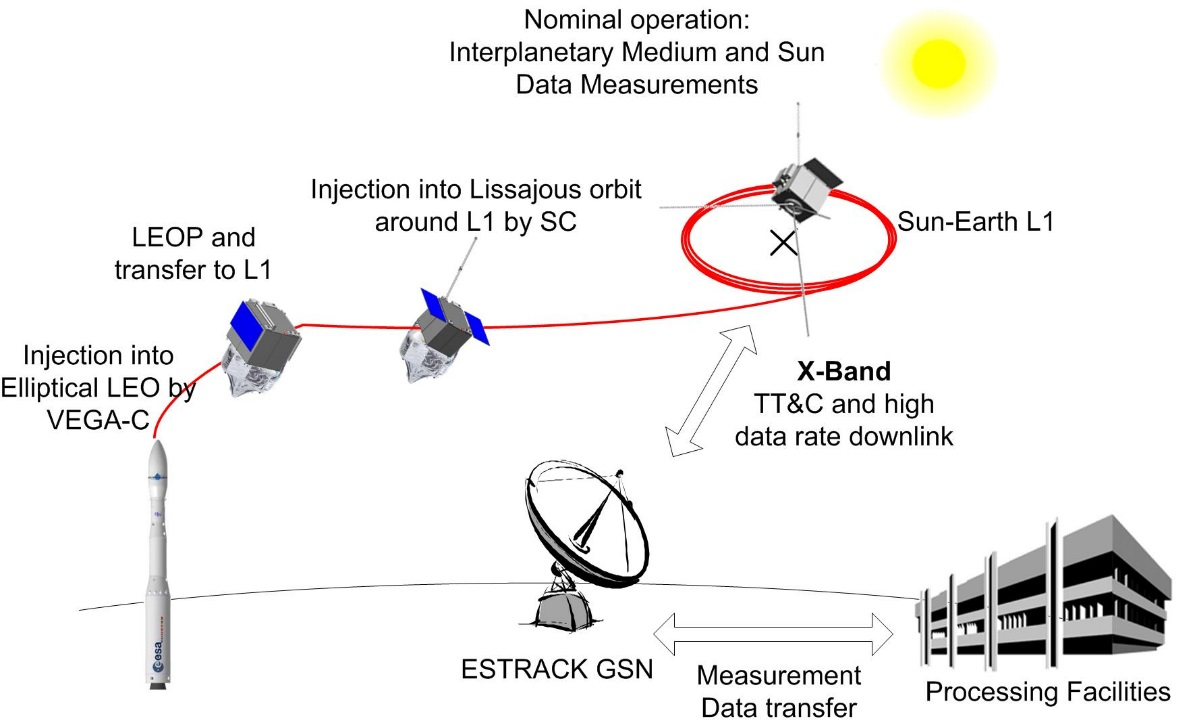 Nominal operation:
Interplanetary Medium and Sun
Data Measurements
Injection into Lissajous orbit
around L1 by SC
Sun-Earth L1
LEOP and
transfer to L1
Injection into
Elliptical LEO by
VEGA-C
X-Band
TT&C and high
data rate downlink
esa
ESTRACK GSN
Measurement
Data transfer
Processing Facilities